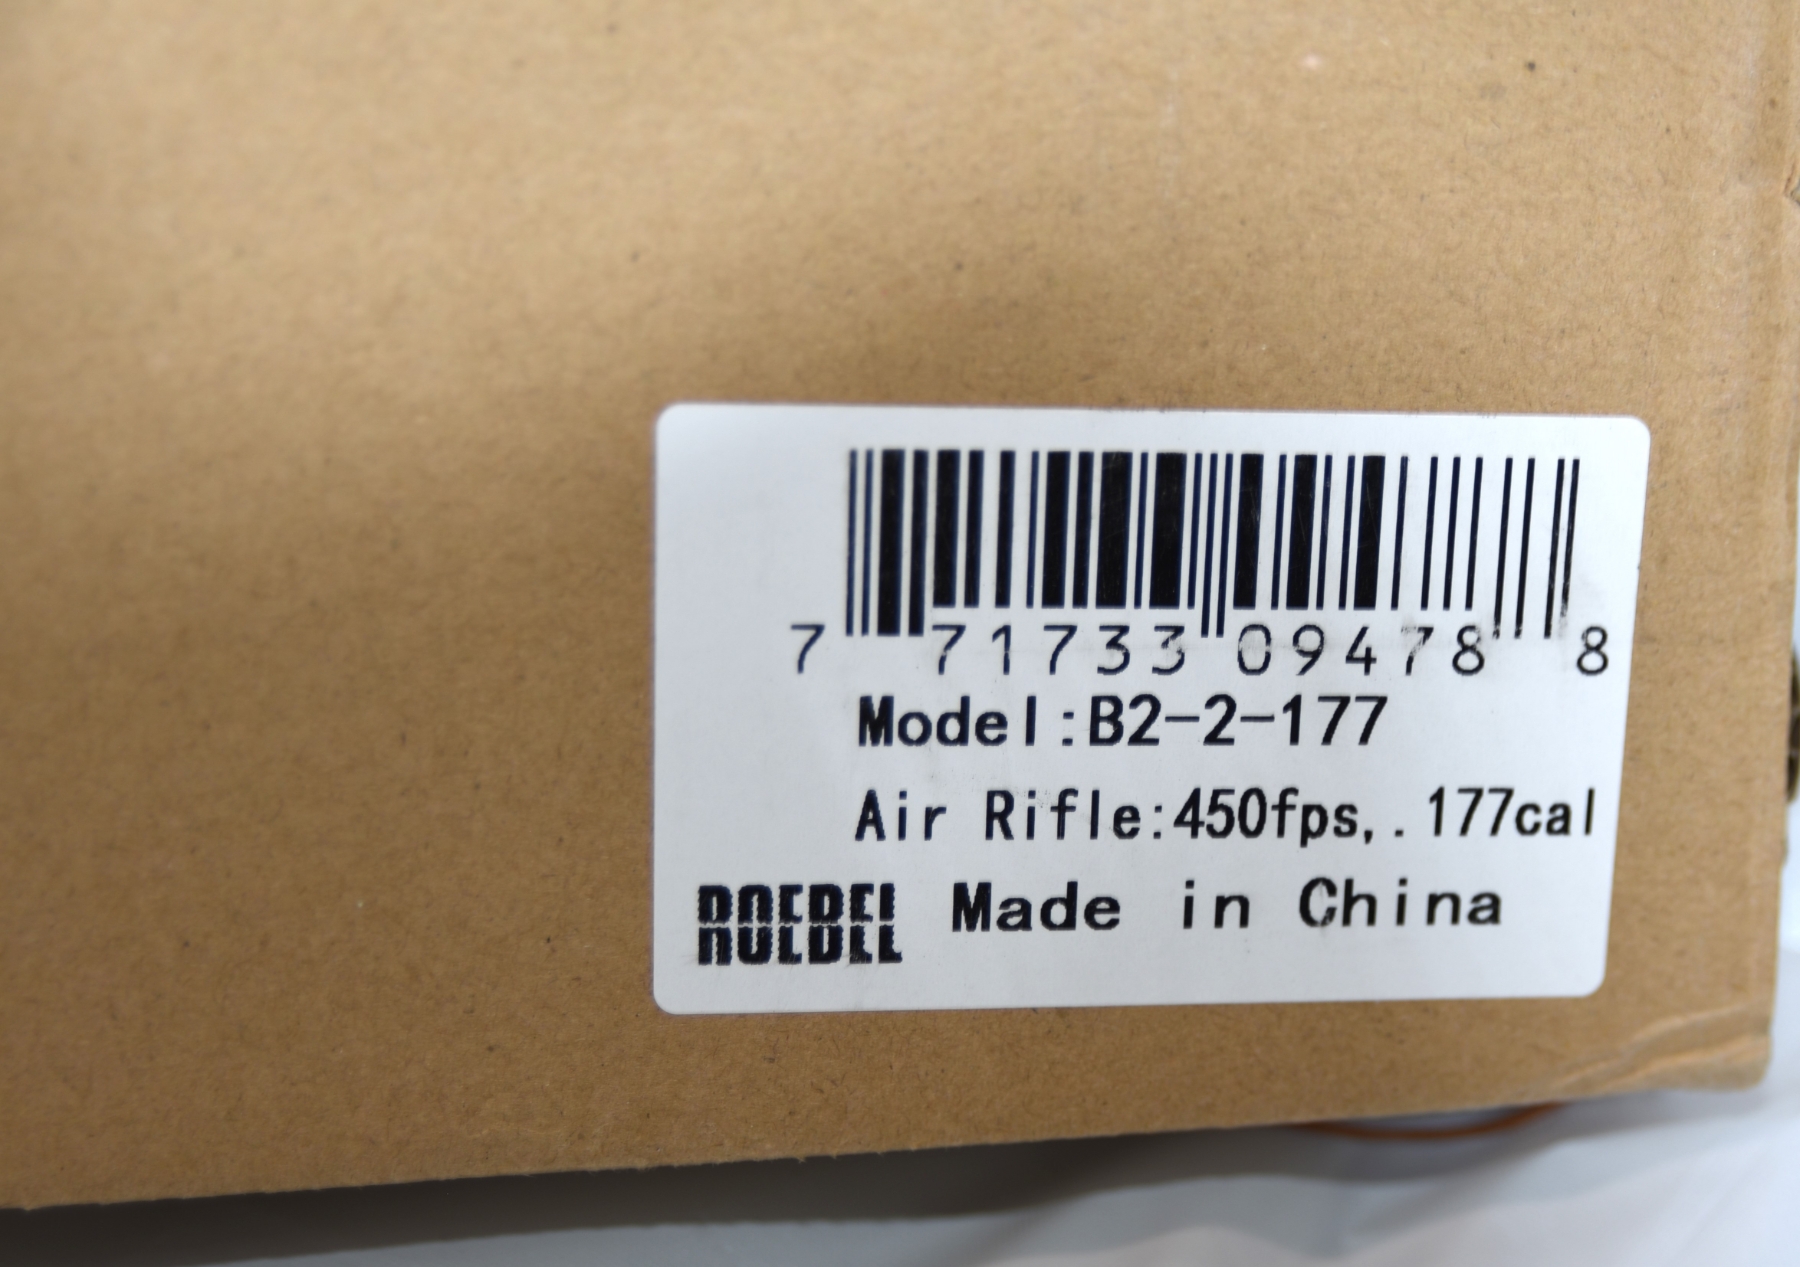 7 71733 09478 8
Model:B2-2-177
Air Rifle:450fps,.177cal
ROEBEL Made in China